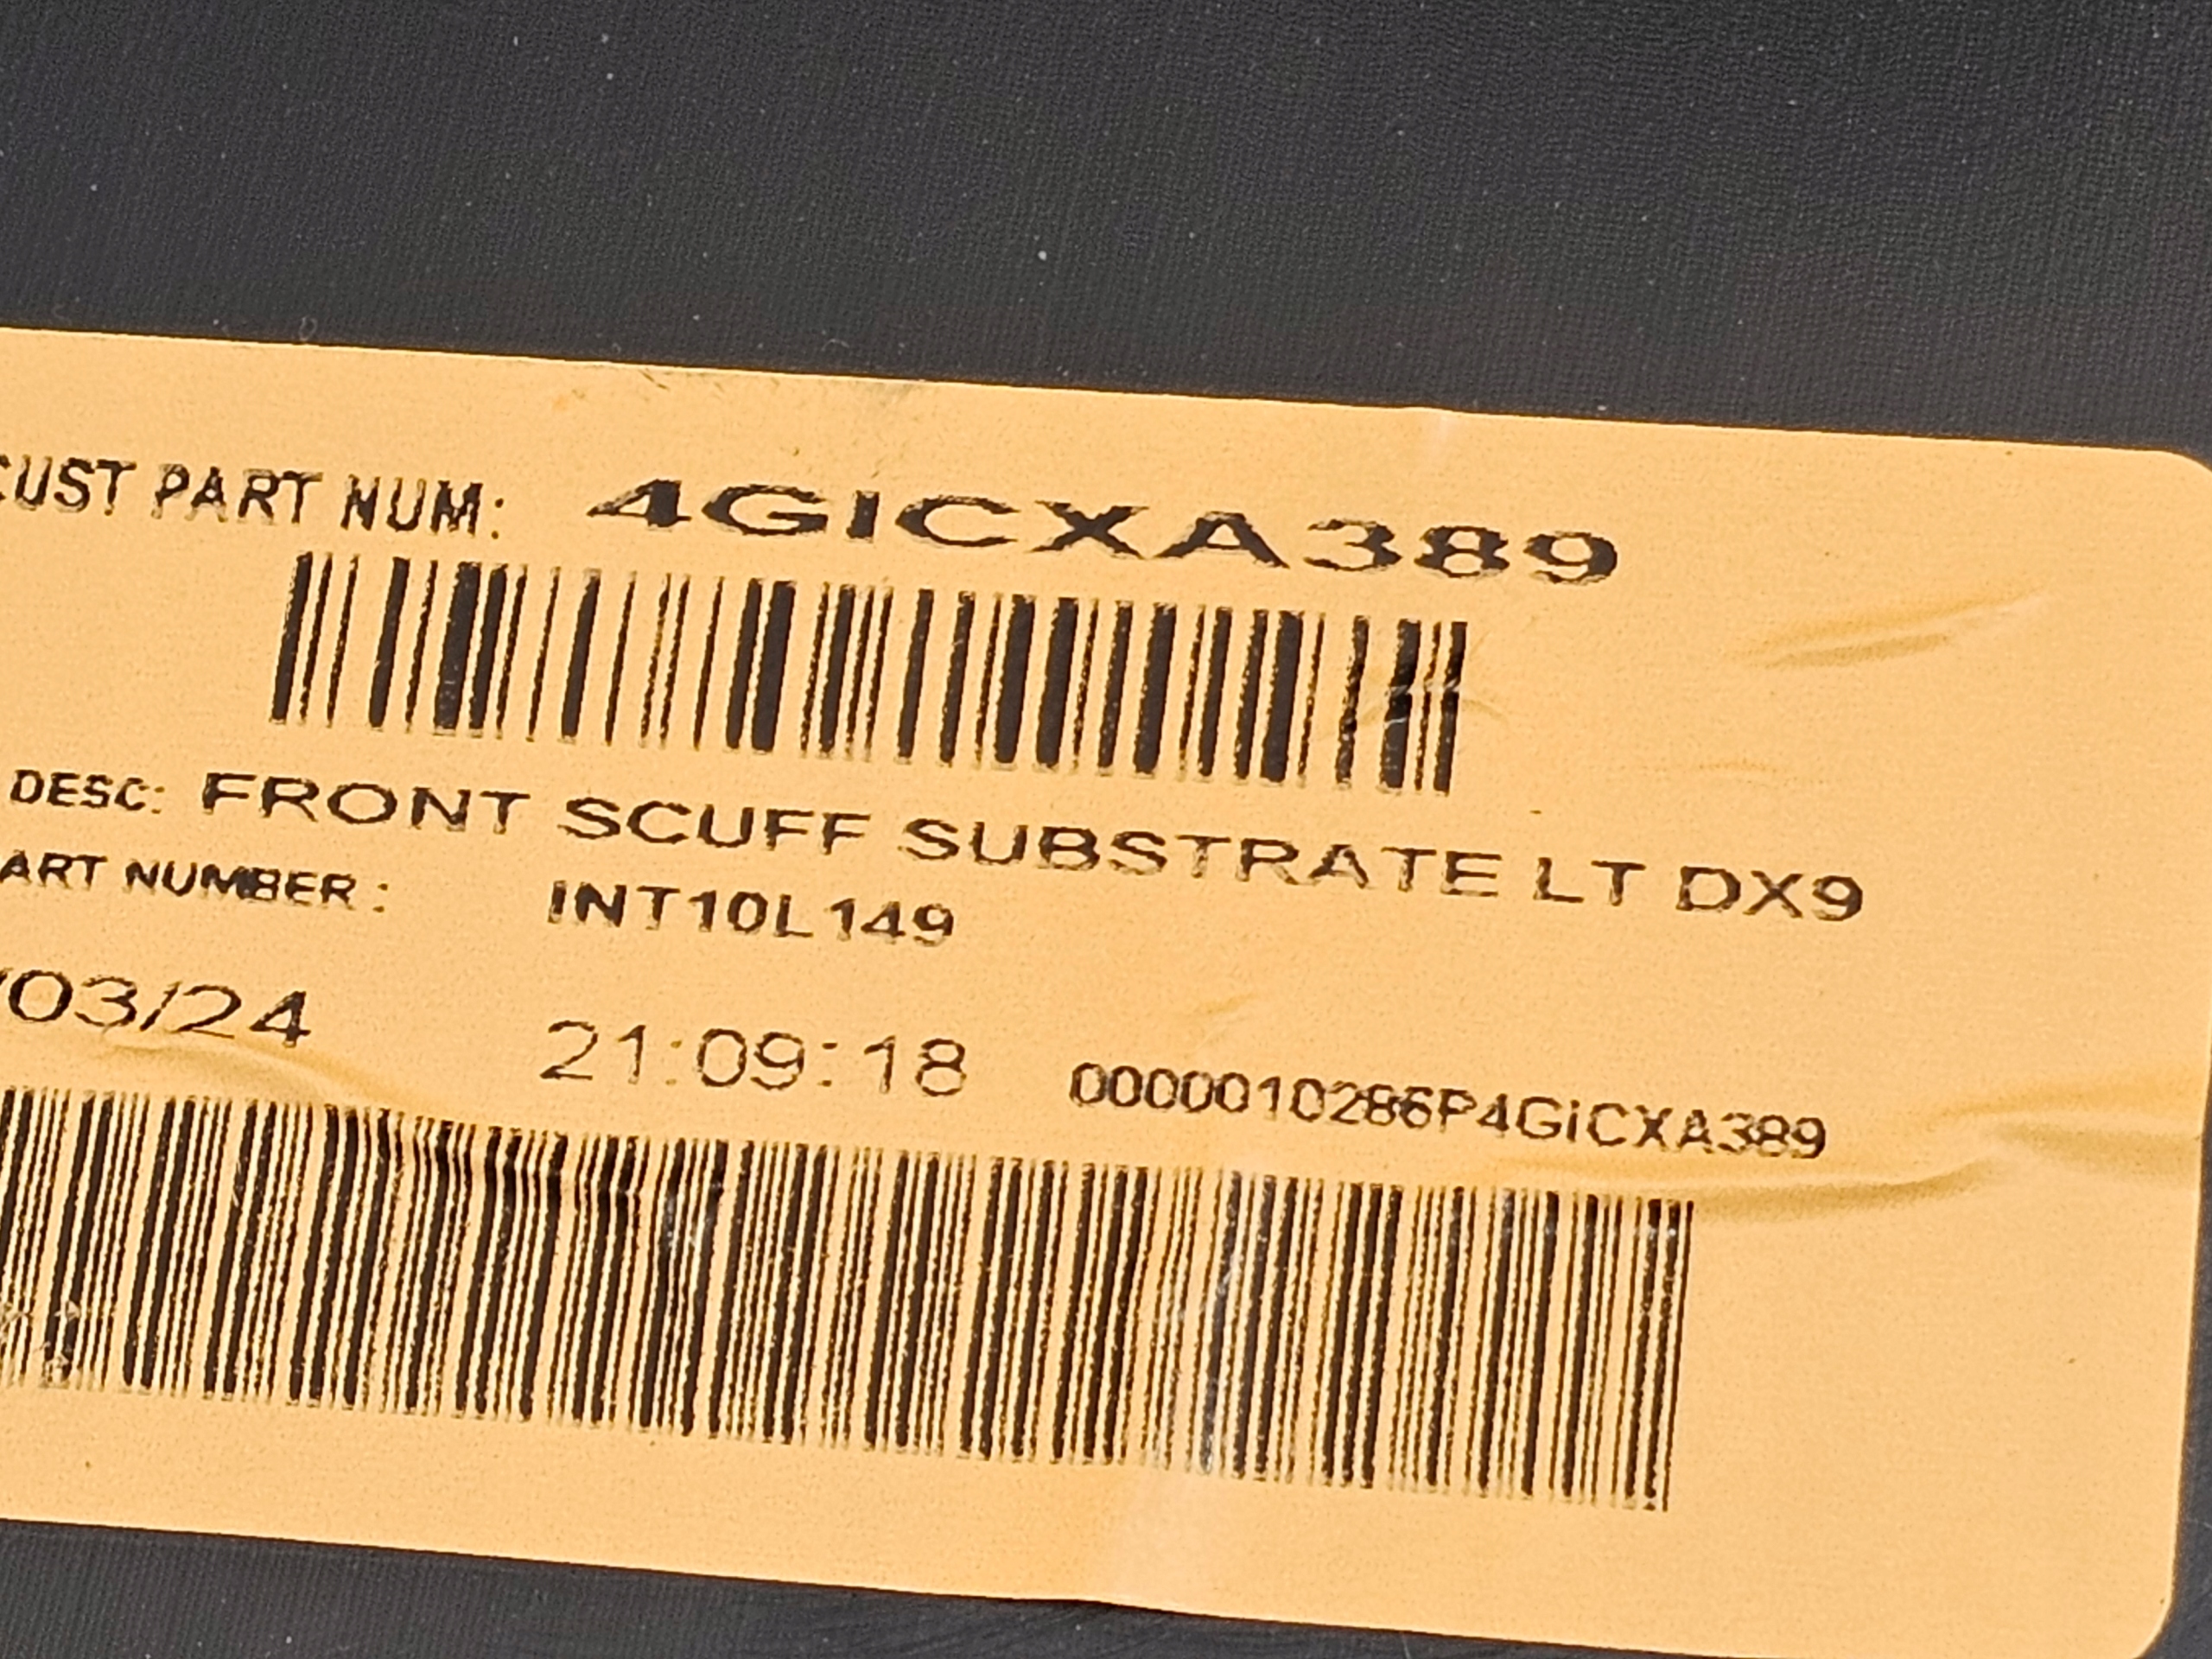 CUST PART NUM: 4GICXA389
DESC: FRONT SCUFF SUBSTRATE LT DX9
ART NUMBER: INT10L149
/03/24 21:09:18 0000010286P4GiCXA389